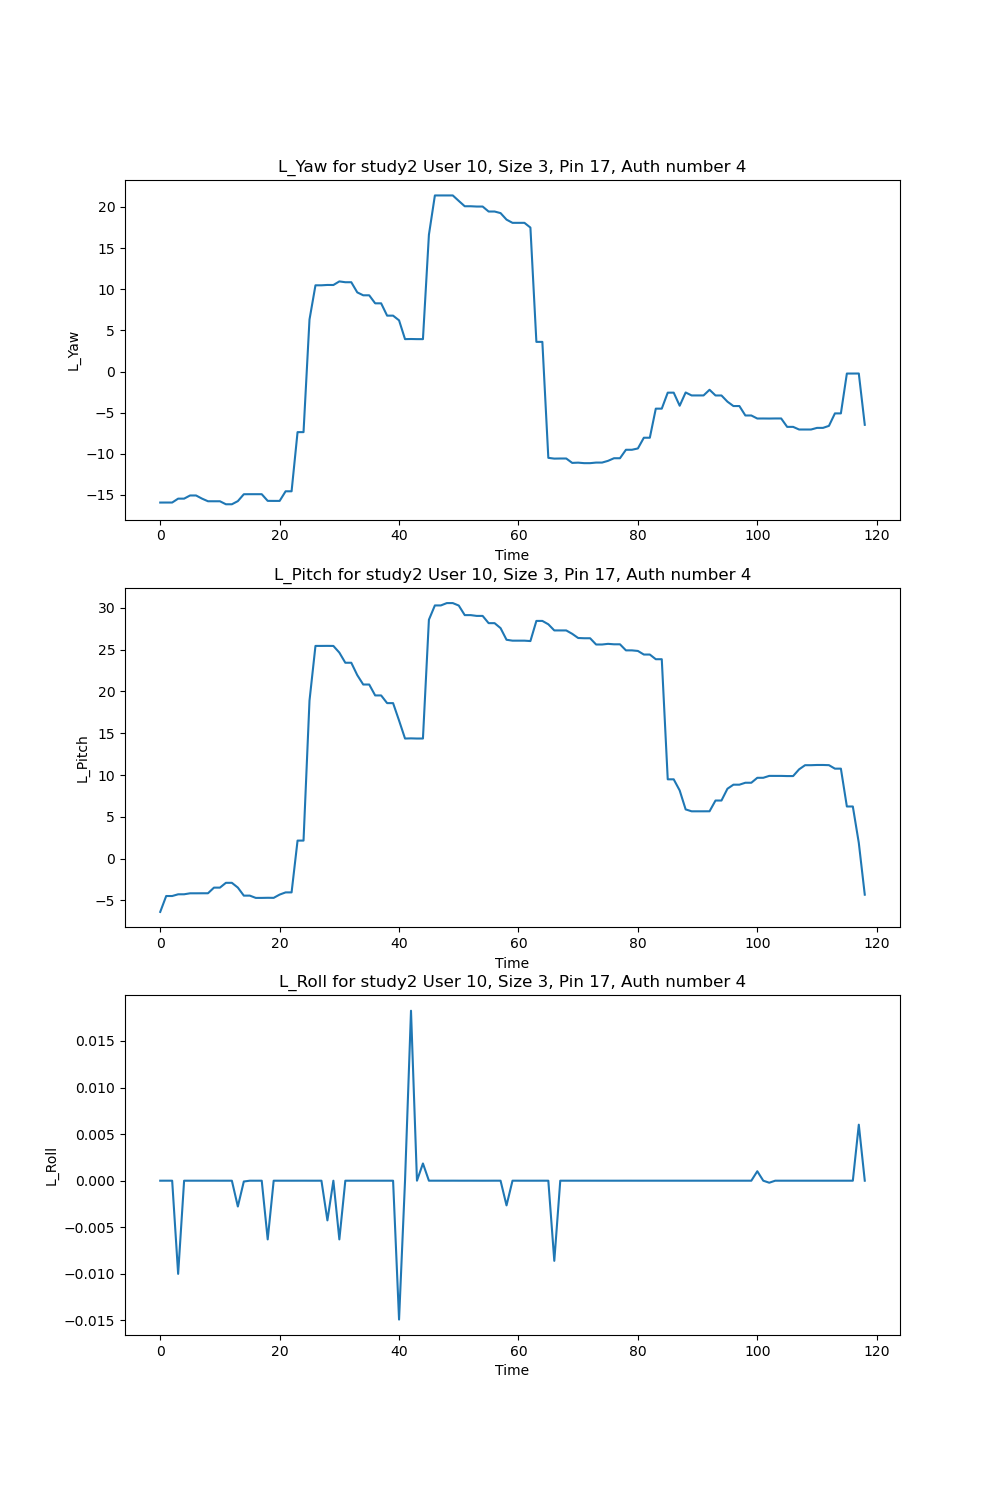 L_Yaw for study2 User 10, Size 3, Pin 17, Auth number 4
20
15
10
5
0
−5
−10
−15
L_Yaw
0 20 40 60 80 100 120
Time
L_Pitch for study2 User 10, Size 3, Pin 17, Auth number 4
30
25
20
15
10
5
0
−5
L_Pitch
0 20 40 60 80 100 120
Time
L_Roll for study2 User 10, Size 3, Pin 17, Auth number 4
0.015
0.010
0.005
0.000
−0.005
−0.010
−0.015
L_Roll
0 20 40 60 80 100 120
Time